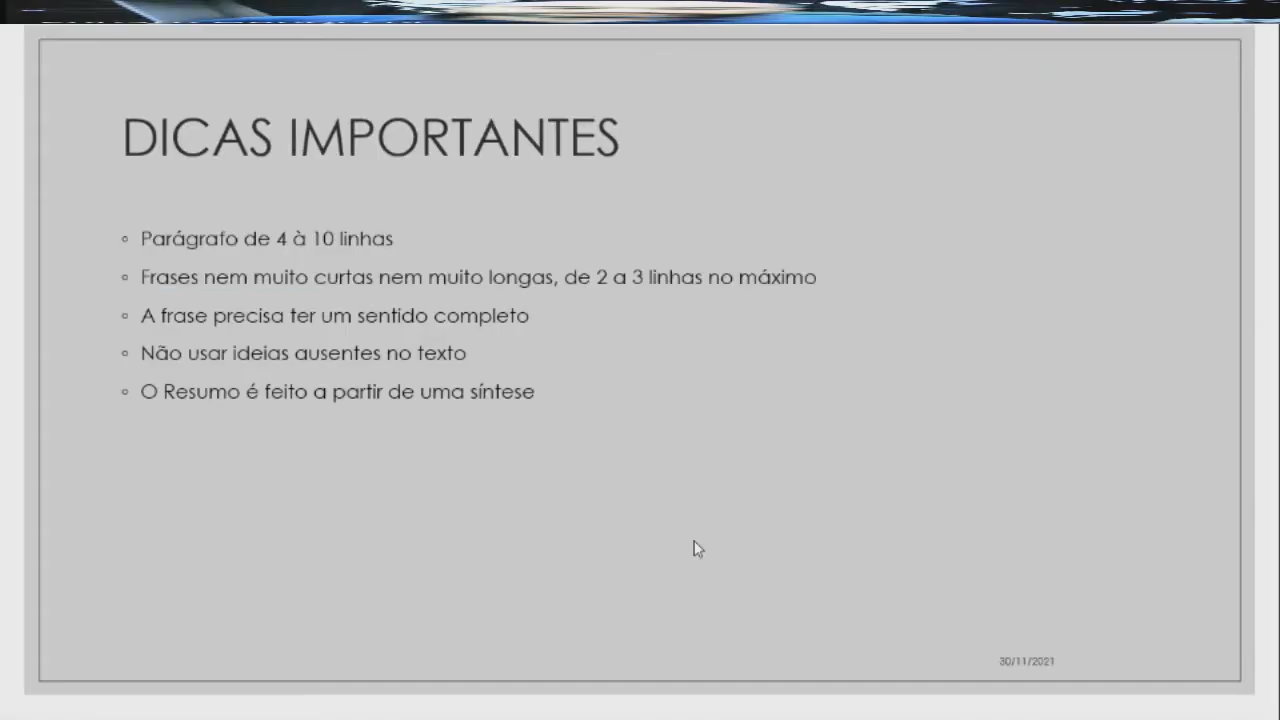 DICAS IMPORTANTES
Parágrafo de 4 à 10 linhas
Frases nem muito curtas nem muito longas, de 2 a 3 linhas no máximo
A frase precisa ter um sentido completo
Não usar ideias ausentes no texto
O Resumo é feito a partir de uma síntese
30/11/2021